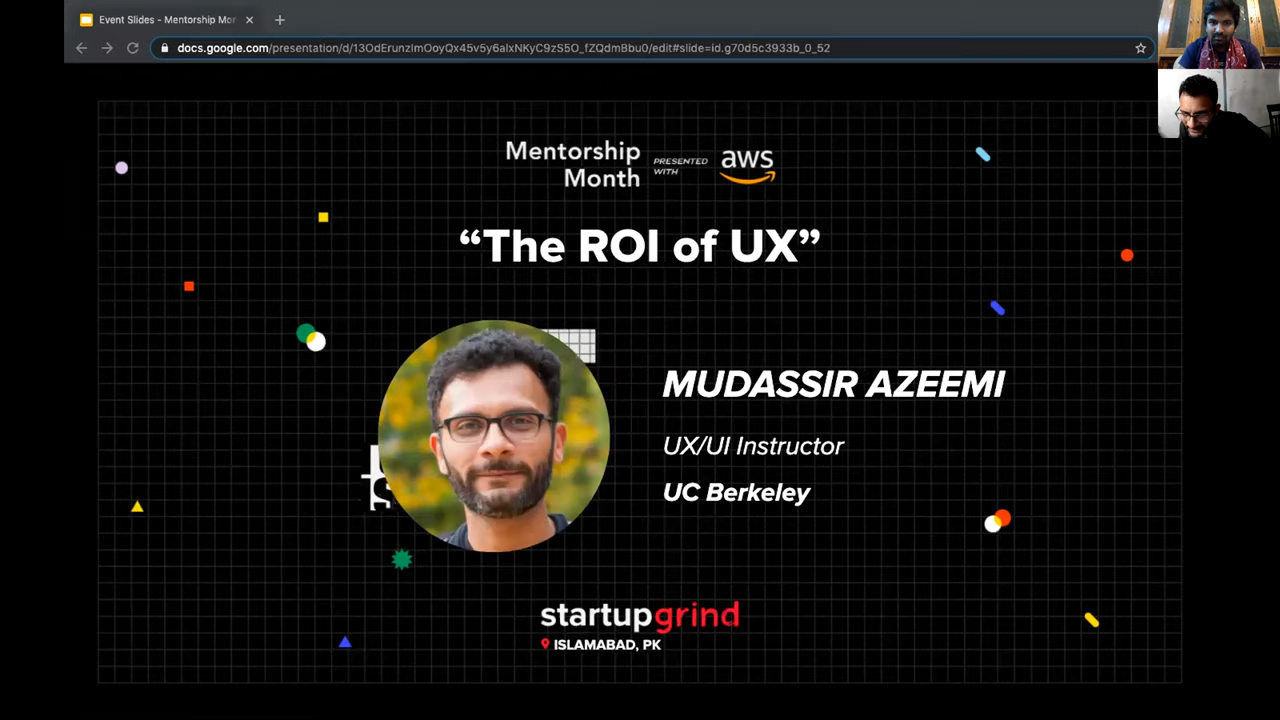 Event Slides - Mentorship Mor
docs.google.com/presentation/d/13OdErunzImOoyQx45v5y6aIxNKyC9zS5O_fZQdmBbu0/edit#slide=id.g70d5c3933b_0_52
Mentorship
Month
PRESENTED
WITH
aws
“The ROI of UX”
MUDASSIR AZEEMI
UX/UI Instructor
UC Berkeley
startupgrind
ISLAMABAD, PK